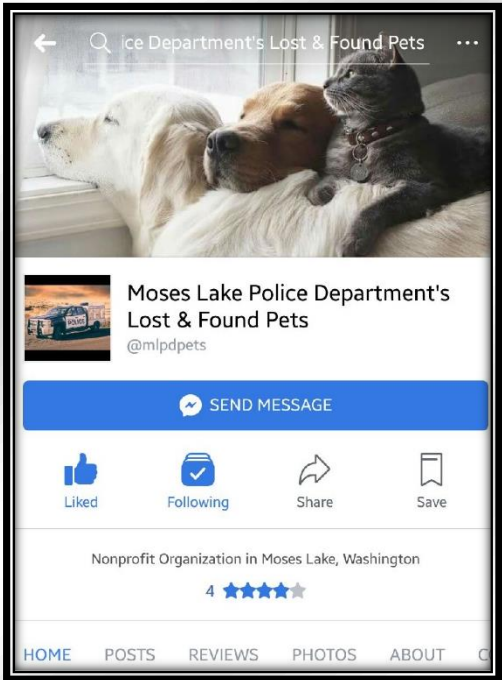 ice Department's Lost & Found Pets
POLICE
Moses Lake Police Department's
Lost & Found Pets
@mlpdpets
SEND MESSAGE
Liked Following Share Save
Nonprofit Organization in Moses Lake, Washington
4
HOME POSTS REVIEWS PHOTOS ABOUT